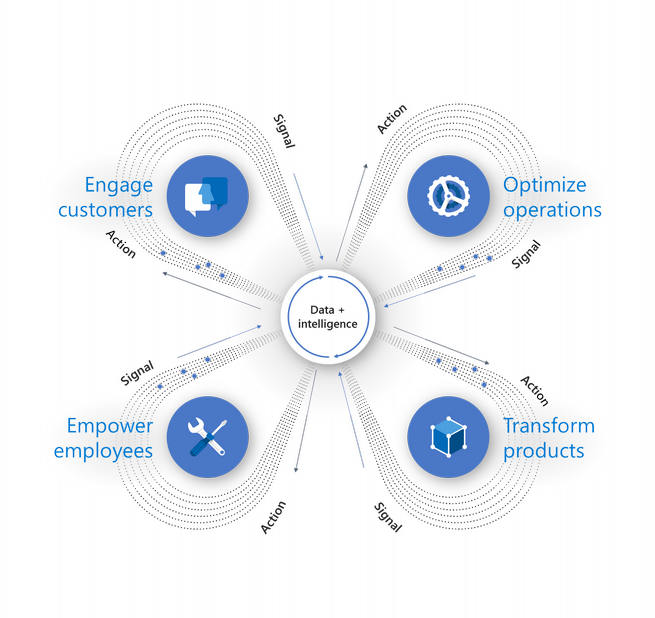 Signal
Action
Engage
customers
Optimize
operations
Action
Signal
Data +
intelligence
Signal
Action
Empower
employees
Transform
products
Action
Signal